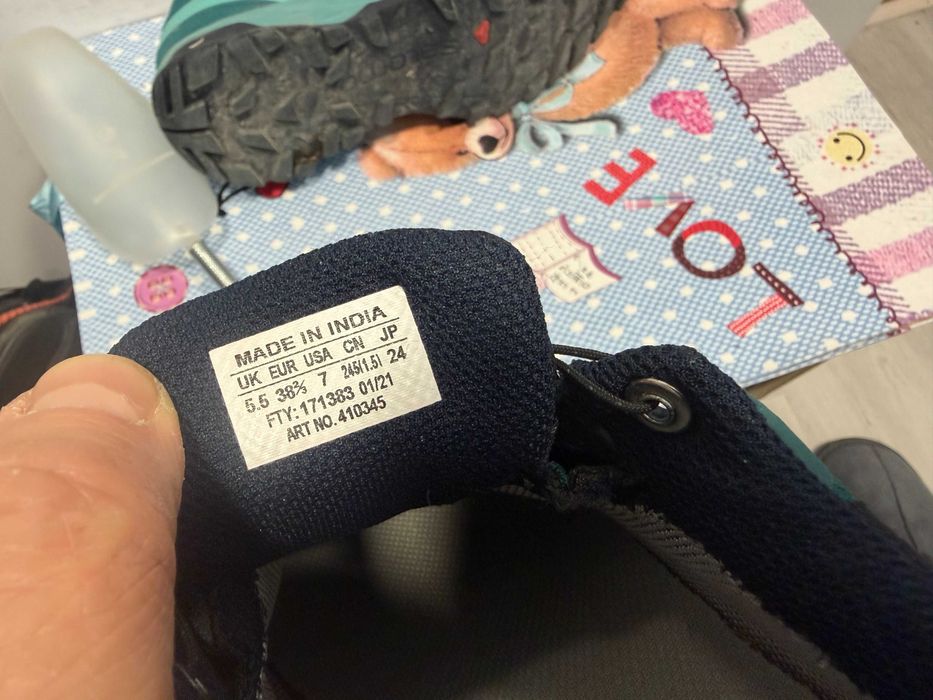 MADE IN INDIA
UK EUR USA CN JP
5.5 38⅔ 7 245(1.5) 24
FTY: 171383 01/21
ART NO. 410345
LOVE